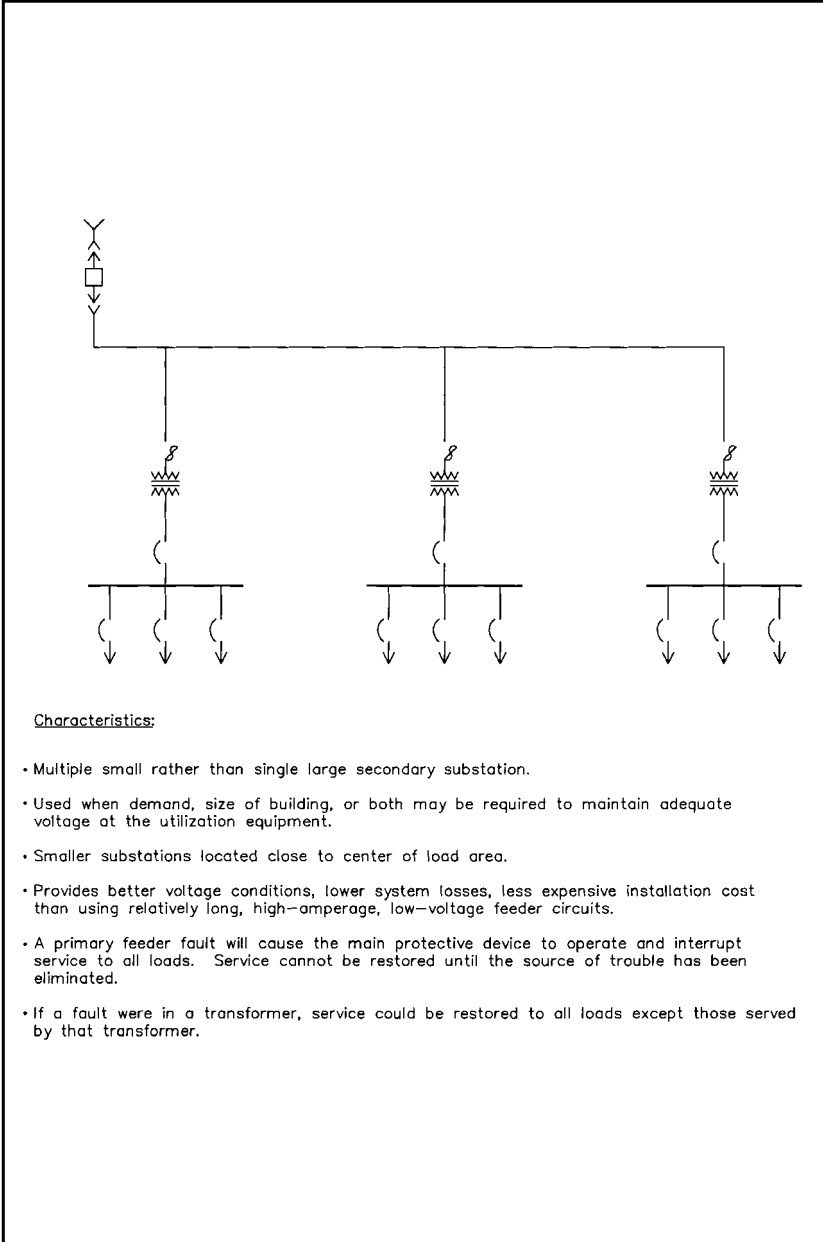 Characteristics:
• Multiple small rather than single large secondary substation.
• Used when demand, size of building, or both may be required to maintain adequate
voltage at the utilization equipment.
• Smaller substations located close to center of load area.
• Provides better voltage conditions, lower system losses, less expensive installation cost
than using relatively long, high-amperage, low-voltage feeder circuits.
• A primary feeder fault will cause the main protective device to operate and interrupt
service to all loads. Service cannot be restored until the source of trouble has been
eliminated.
• If a fault were in a transformer, service could be restored to all loads except those served
by that transformer.